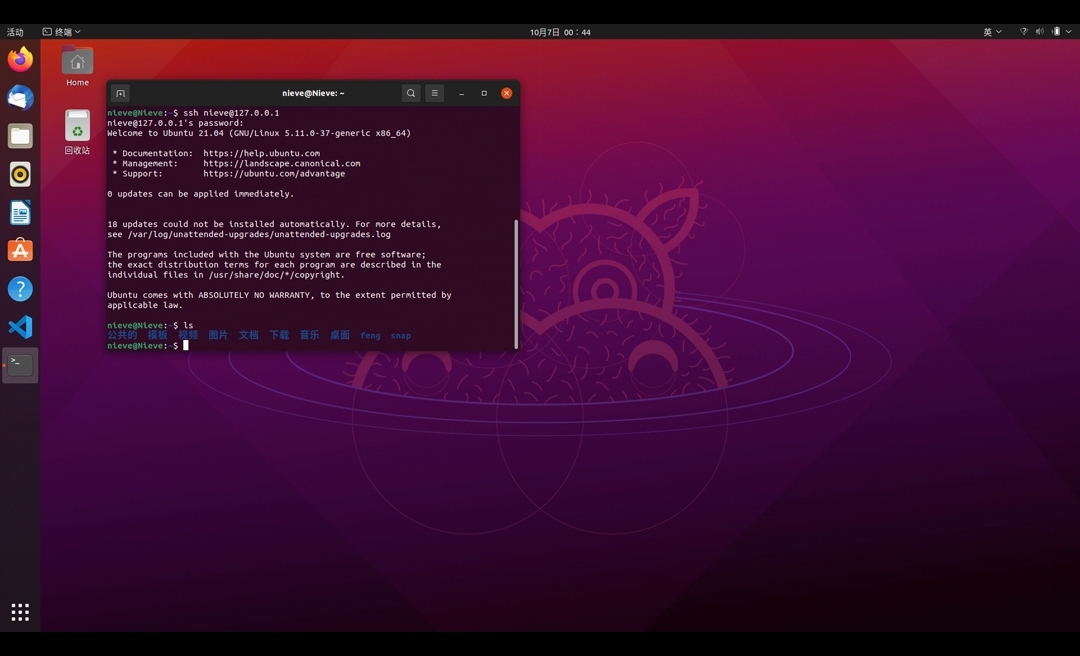 活动 终端 10月7日 00：44 英
Home
回收站
nieve@Nieve: ~
nieve@Nieve:~$ ssh nieve@127.0.0.1
nieve@127.0.0.1's password:
Welcome to Ubuntu 21.04 (GNU/Linux 5.11.0-37-generic x86_64)
* Documentation:  https://help.ubuntu.com
* Management:     https://landscape.canonical.com
* Support:        https://ubuntu.com/advantage
0 updates can be applied immediately.
18 updates could not be installed automatically. For more details,
see /var/log/unattended-upgrades/unattended-upgrades.log
The programs included with the Ubuntu system are free software;
the exact distribution terms for each program are described in the
individual files in /usr/share/doc/*/copyright.
Ubuntu comes with ABSOLUTELY NO WARRANTY, to the extent permitted by
applicable law.
nieve@Nieve:~$ ls
公共的 模板 视频 图片 文档 下载 音乐 桌面 feng snap
nieve@Nieve:~$